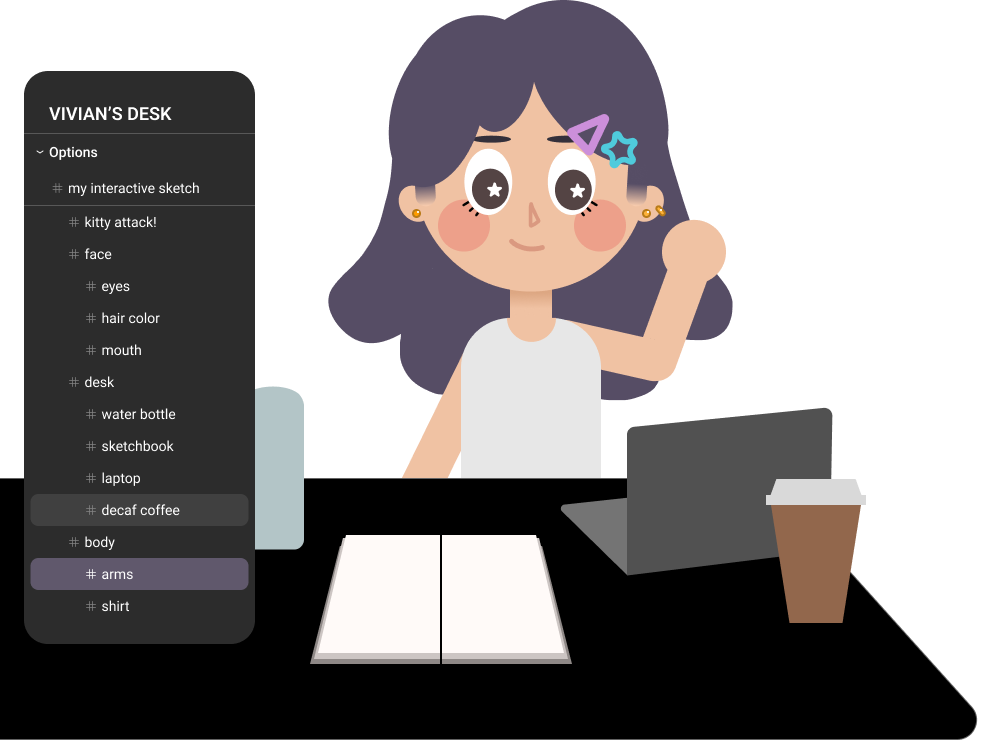 VIVIAN’S DESK
Options
my interactive sketch
kitty attack!
face
eyes
hair color
mouth
desk
water bottle
sketchbook
laptop
decaf coffee
body
arms
shirt